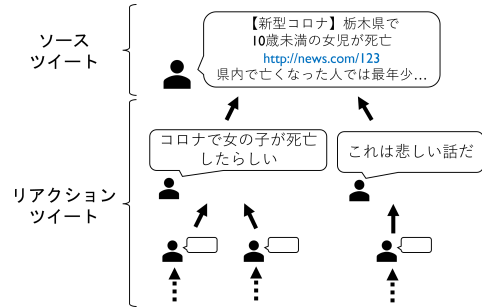 ソース
ツイート
【新型コロナ】栃木県で
10歳未満の女児が死亡
http://news.com/123
県内で亡くなった人では最年少…
リアクション
ツイート
コロナで女の子が死亡
したらしい
これは悲しい話だ